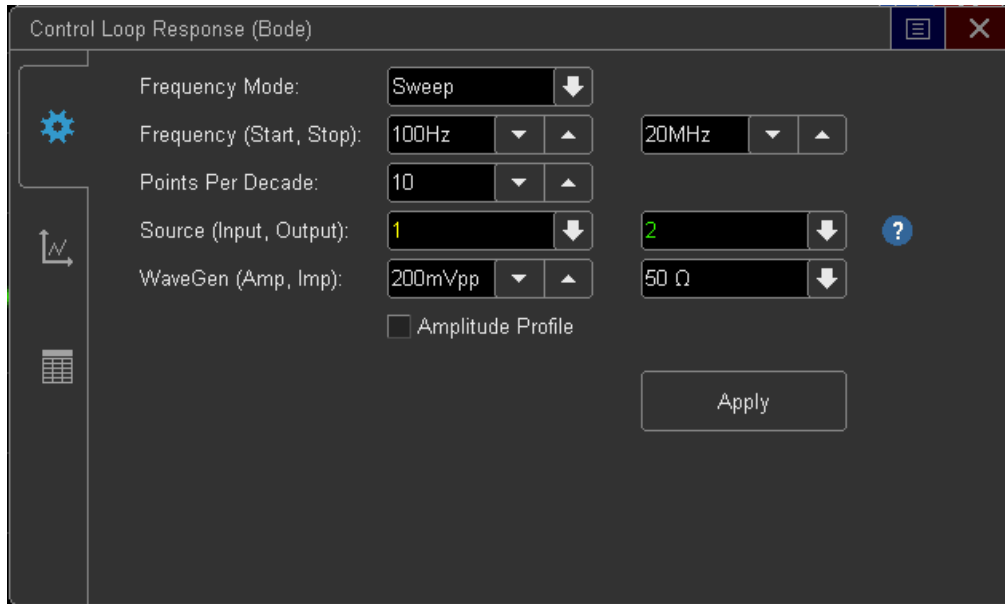 Control Loop Response (Bode)
Frequency Mode: Sweep
Frequency (Start, Stop): 100Hz 20MHz
Points Per Decade: 10
Source (Input, Output): 1 2 ?
WaveGen (Amp, Imp): 200mVpp 50 Ω
Amplitude Profile
Apply